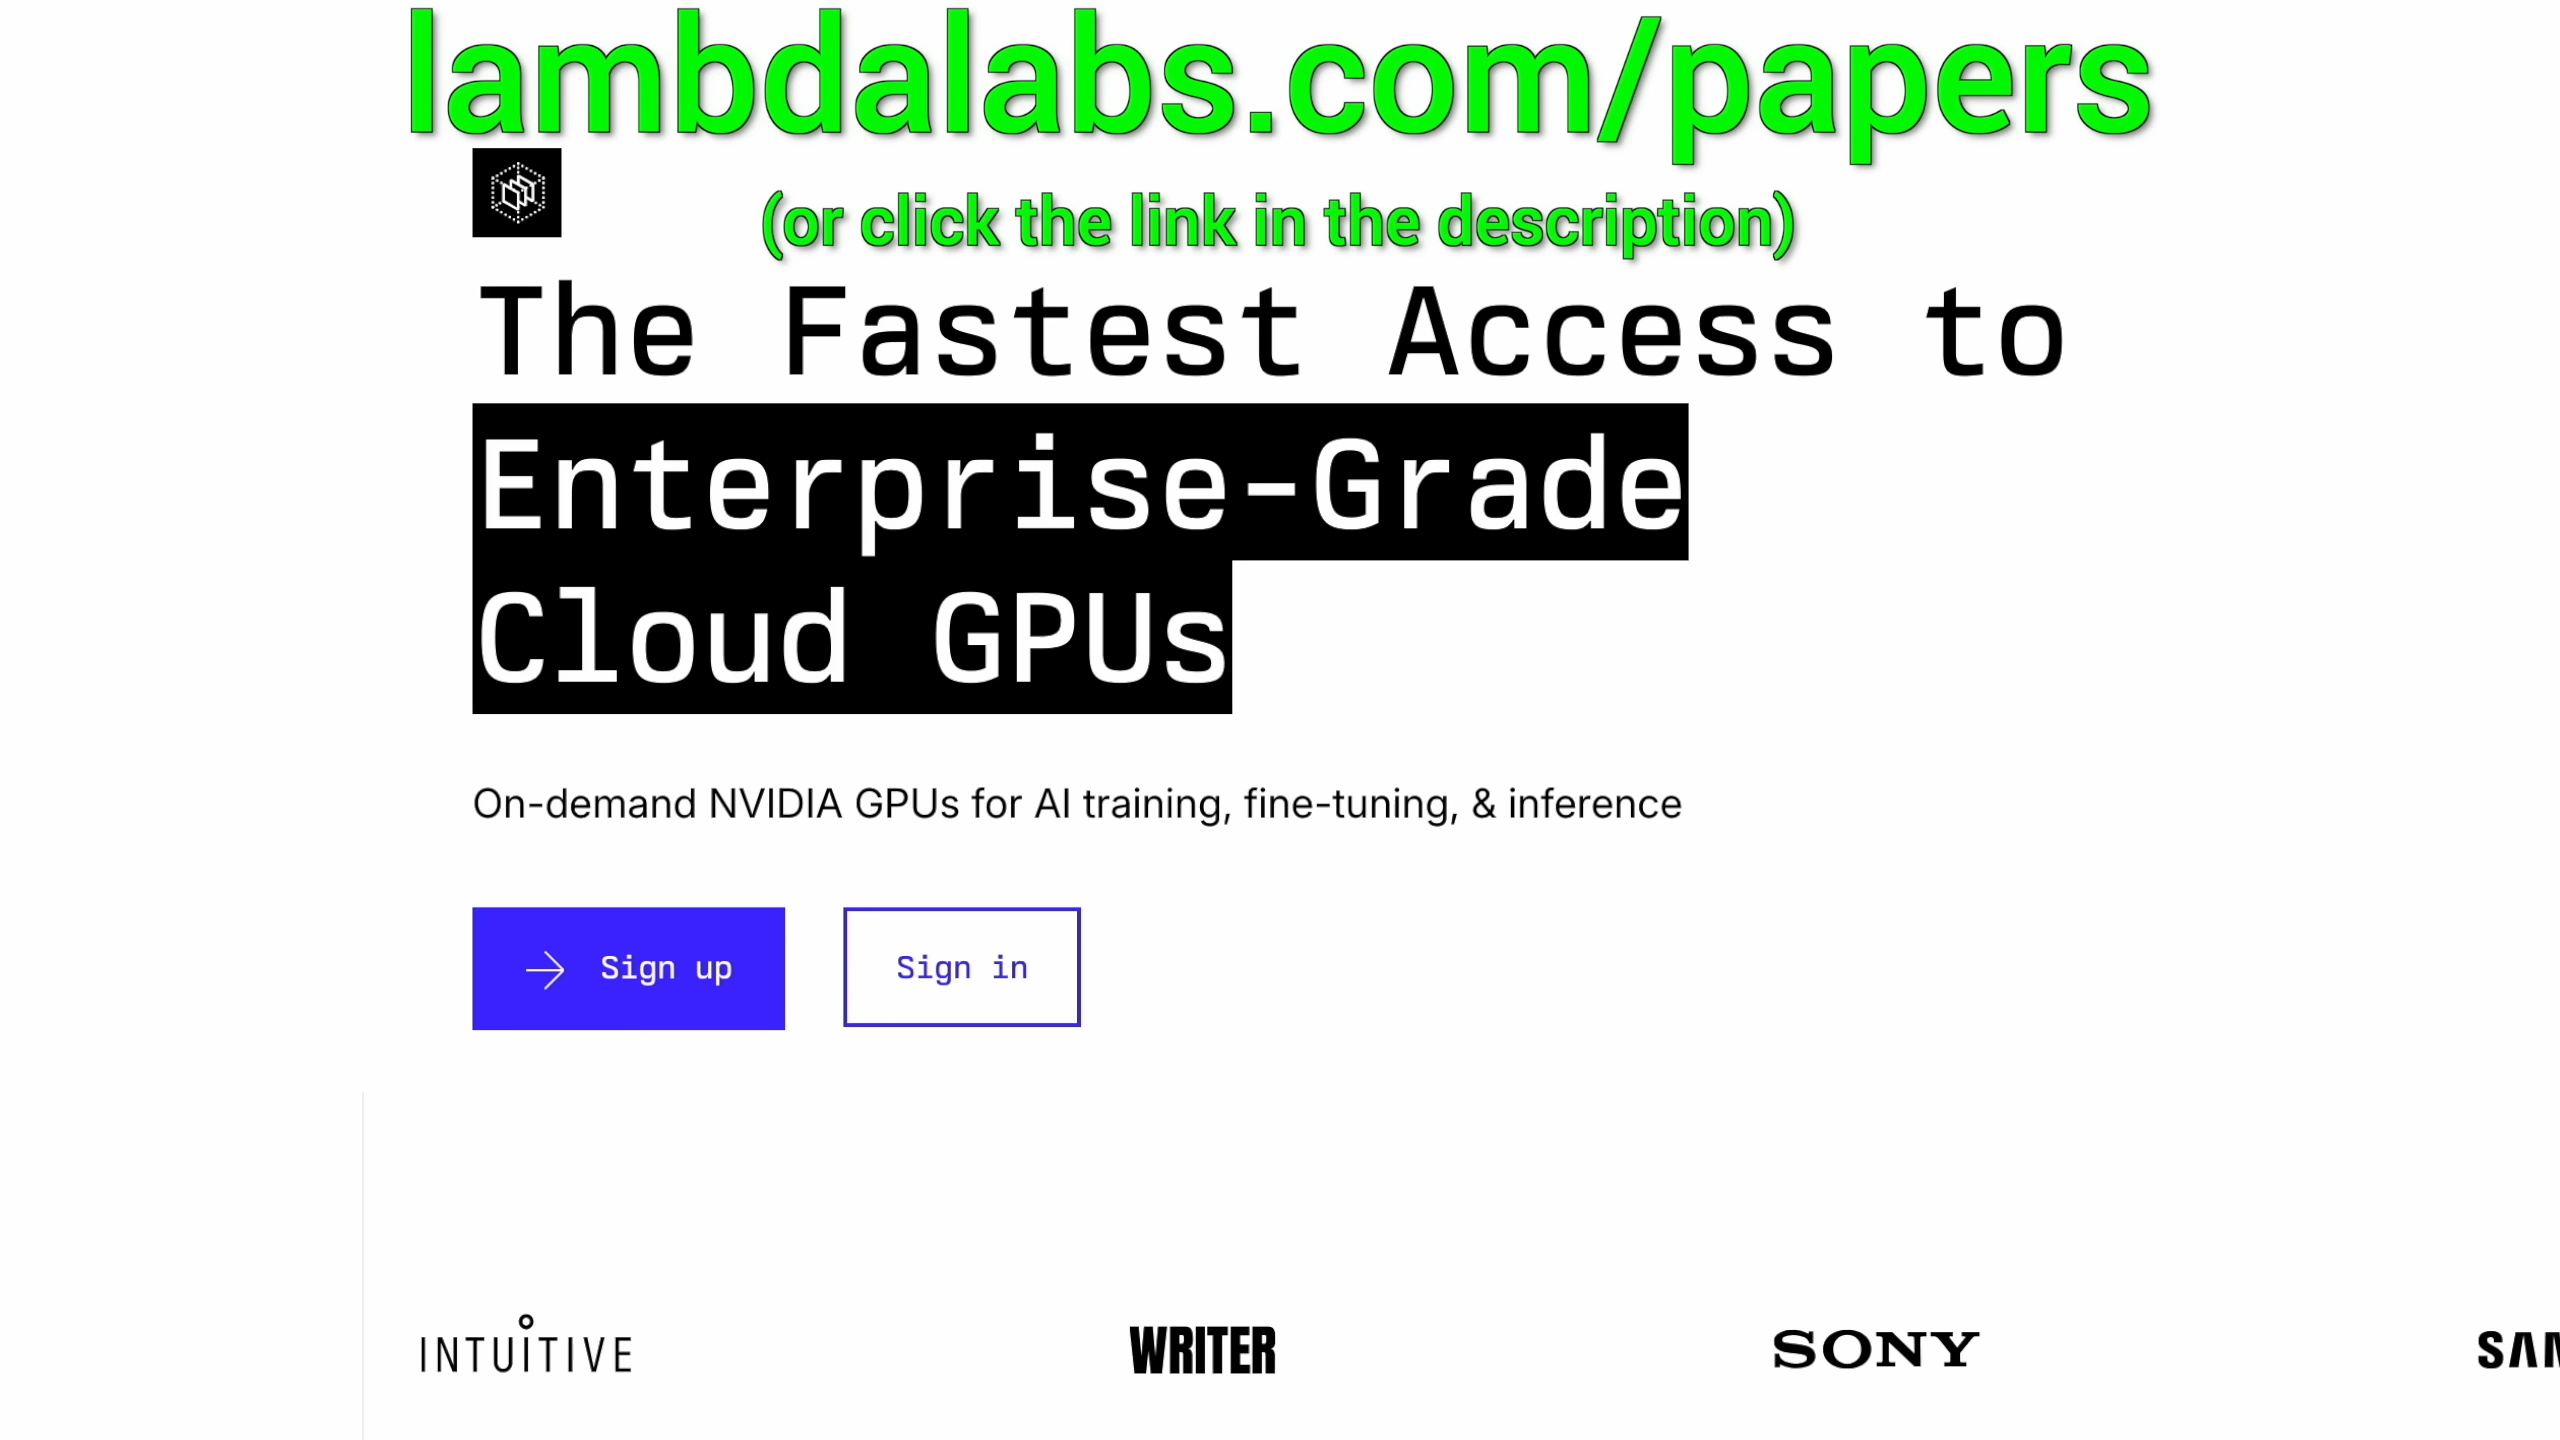 lambdalabs.com/papers
(or click the link in the description)
The Fastest Access to
Enterprise-Grade
Cloud GPUs
On-demand NVIDIA GPUs for AI training, fine-tuning, & inference
Sign up
Sign in
INTUITIVE
WRITER
SONY